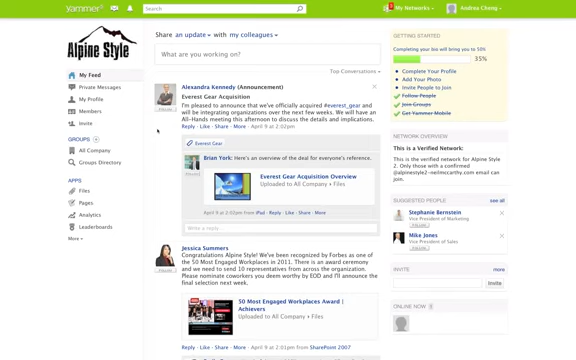 yammer
Search
My Networks
Andrea Cheng
Alpine Style
My Feed
Private Messages
My Profile
Members
Invite
GROUPS
All Company
Groups Directory
APPS
Files
Pages
Analytics
Leaderboards
More
Share an update with my colleagues
What are you working on?
Top Conversations
Alexandra Kennedy (Announcement)
Everest Gear Acquisition
I'm pleased to announce that we've officially acquired #everest_gear and
will be integrating over the next few weeks. We will have an
All-Hands meeting this afternoon to discuss the details and implications.
Reply · Like · Share · More · April 9 at 2:02pm
Everest Gear
Brian York: Here's an overview of the deal for everyone's reference.
Everest Gear Acquisition Overview
Uploaded to All Company • Files
April 9 at 2:02pm from iPad · Reply · Like · Share · More
Write a reply...
Jessica Summers
Congratulations Alpine Style! We've been recognized by Forbes as one of
the 50 Most Engaged Workplaces in 2011. There is an award ceremony
and we need to send 10 representatives from across the organization.
Please nominate coworkers you deem worthy by EOD and I'll announce the
final selection next week.
50 Most Engaged Workplaces Award |
Achievers
Uploaded to All Company • Files
Reply · Like · Share · More · April 9 at 2:02pm from SharePoint 2007
GETTING STARTED
Completing your bio will bring you to 50%
35%
Complete Your Profile
Add Your Photo
Invite People to Join
Follow People
Join Groups
Get Yammer Mobile
NETWORK OVERVIEW
This is a Verified Network:
This is the verified network for Alpine
Style 2. Only those with a confirmed
@alpinestyle2-neilmccarthy.com email can
join.
SUGGESTED PEOPLE
see all
Stephanie Bernstein
Vice President of Marketing
Mike Jones
Vice President of Sales
INVITE
more
Invite
ONLINE NOW